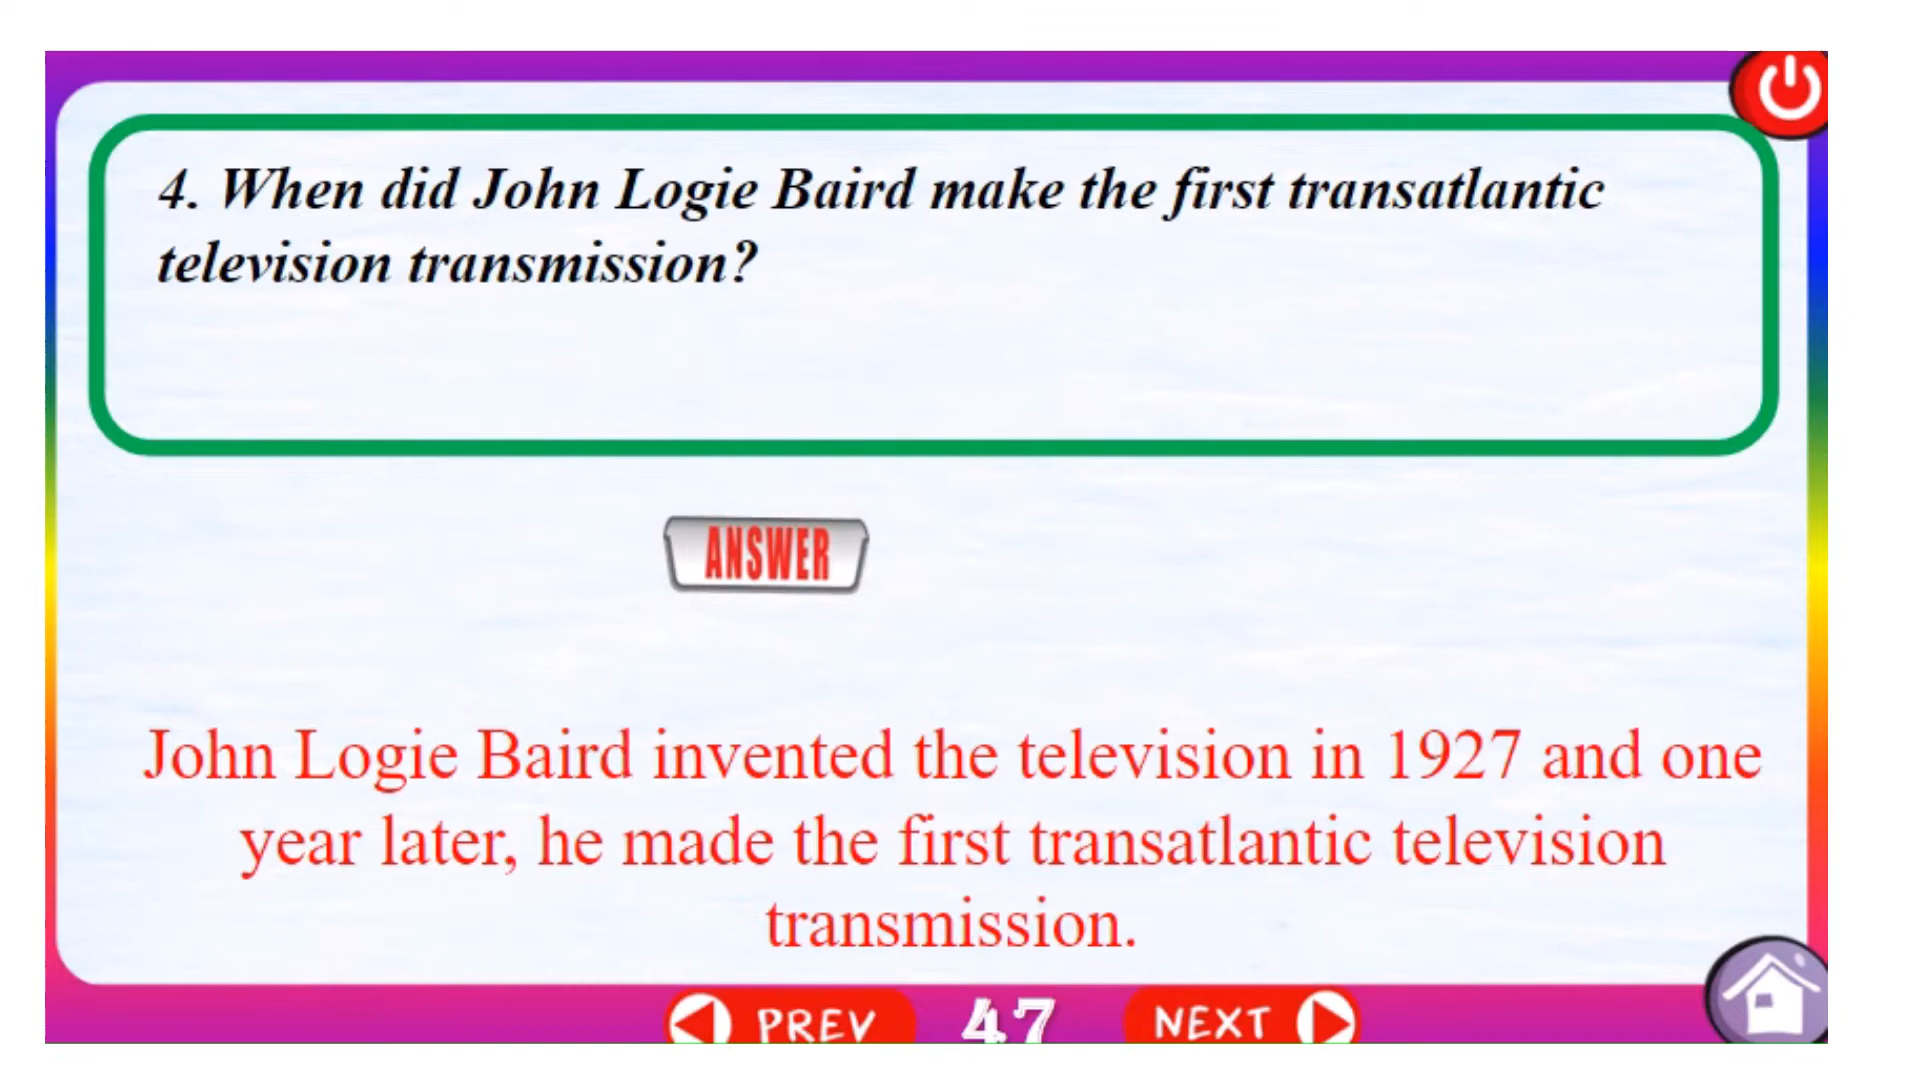 4. When did John Logie Baird make the first transatlantic
television transmission?
ANSWER
John Logie Baird invented the television in 1927 and one
year later, he made the first transatlantic television
transmission.
PREV 47 NEXT